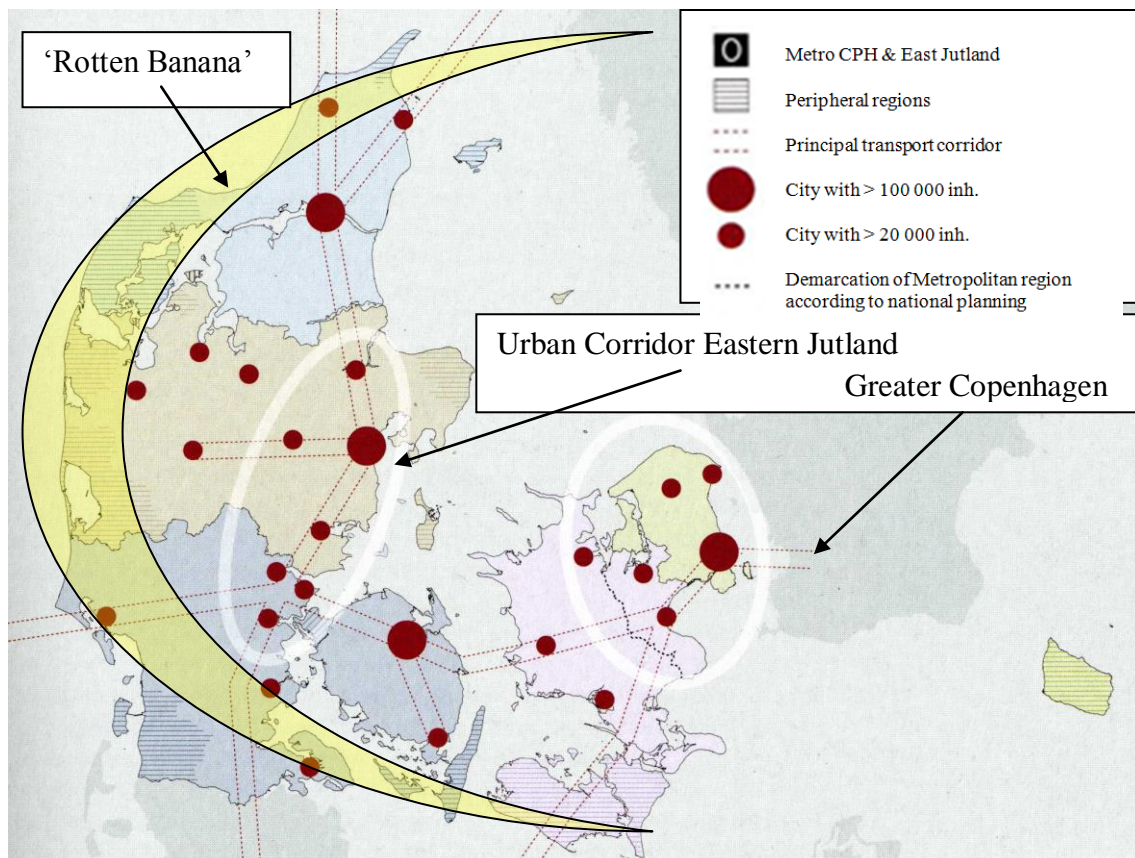 ‘Rotten Banana’
Metro CPH & East Jutland
Peripheral regions
Principal transport corridor
City with > 100 000 inh.
City with > 20 000 inh.
Demarcation of Metropolitan region
according to national planning
Urban Corridor Eastern Jutland
Greater Copenhagen